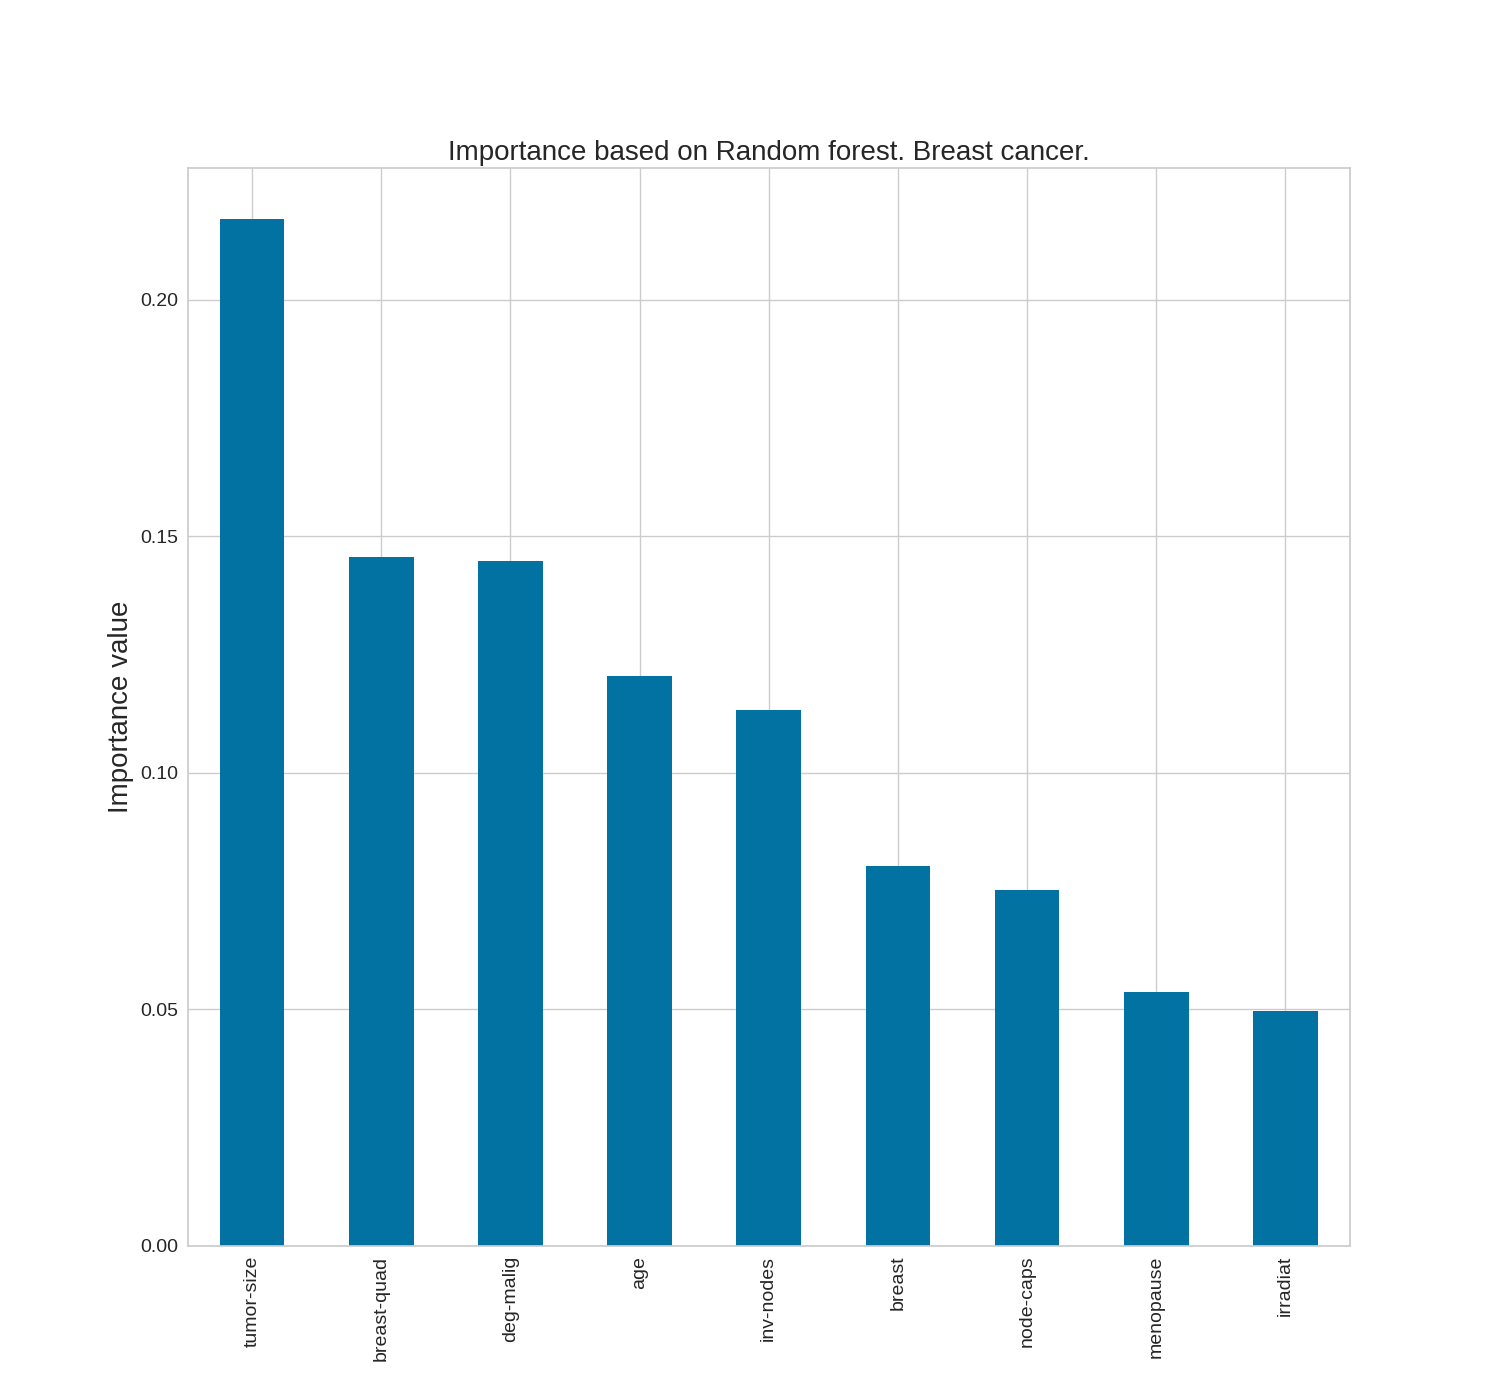 Importance based on Random forest. Breast cancer.
Importance value
0.20
0.15
0.10
0.05
0.00
tumor-size
breast-quad
deg-malig
age
inv-nodes
breast
node-caps
menopause
irradiat